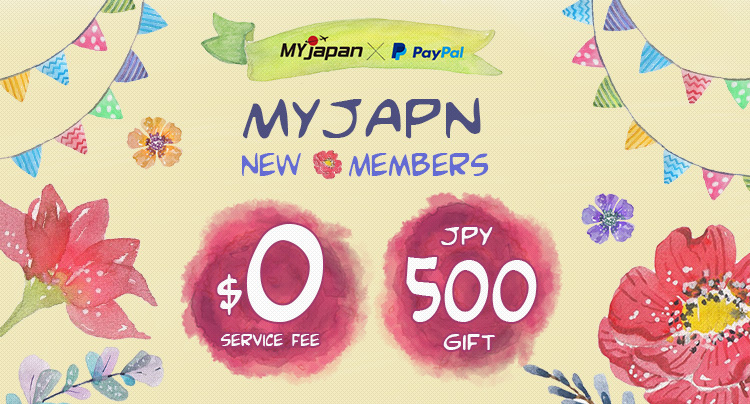 MYjapan × PayPal
MYJAPN
NEW MEMBERS
$0
SERVICE FEE
JPY
500
GIFT